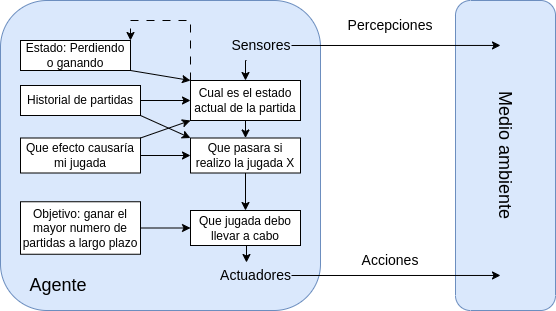 Percepciones
Sensores
Estado: Perdiendo
o ganando
Cual es el estado
actual de la partida
Historial de partidas
Que efecto causaría
mi jugada
Que pasara si
realizo la jugada X
Medio ambiente
Objetivo: ganar el
mayor numero de
partidas a largo plazo
Que jugada debo
llevar a cabo
Acciones
Actuadores
Agente